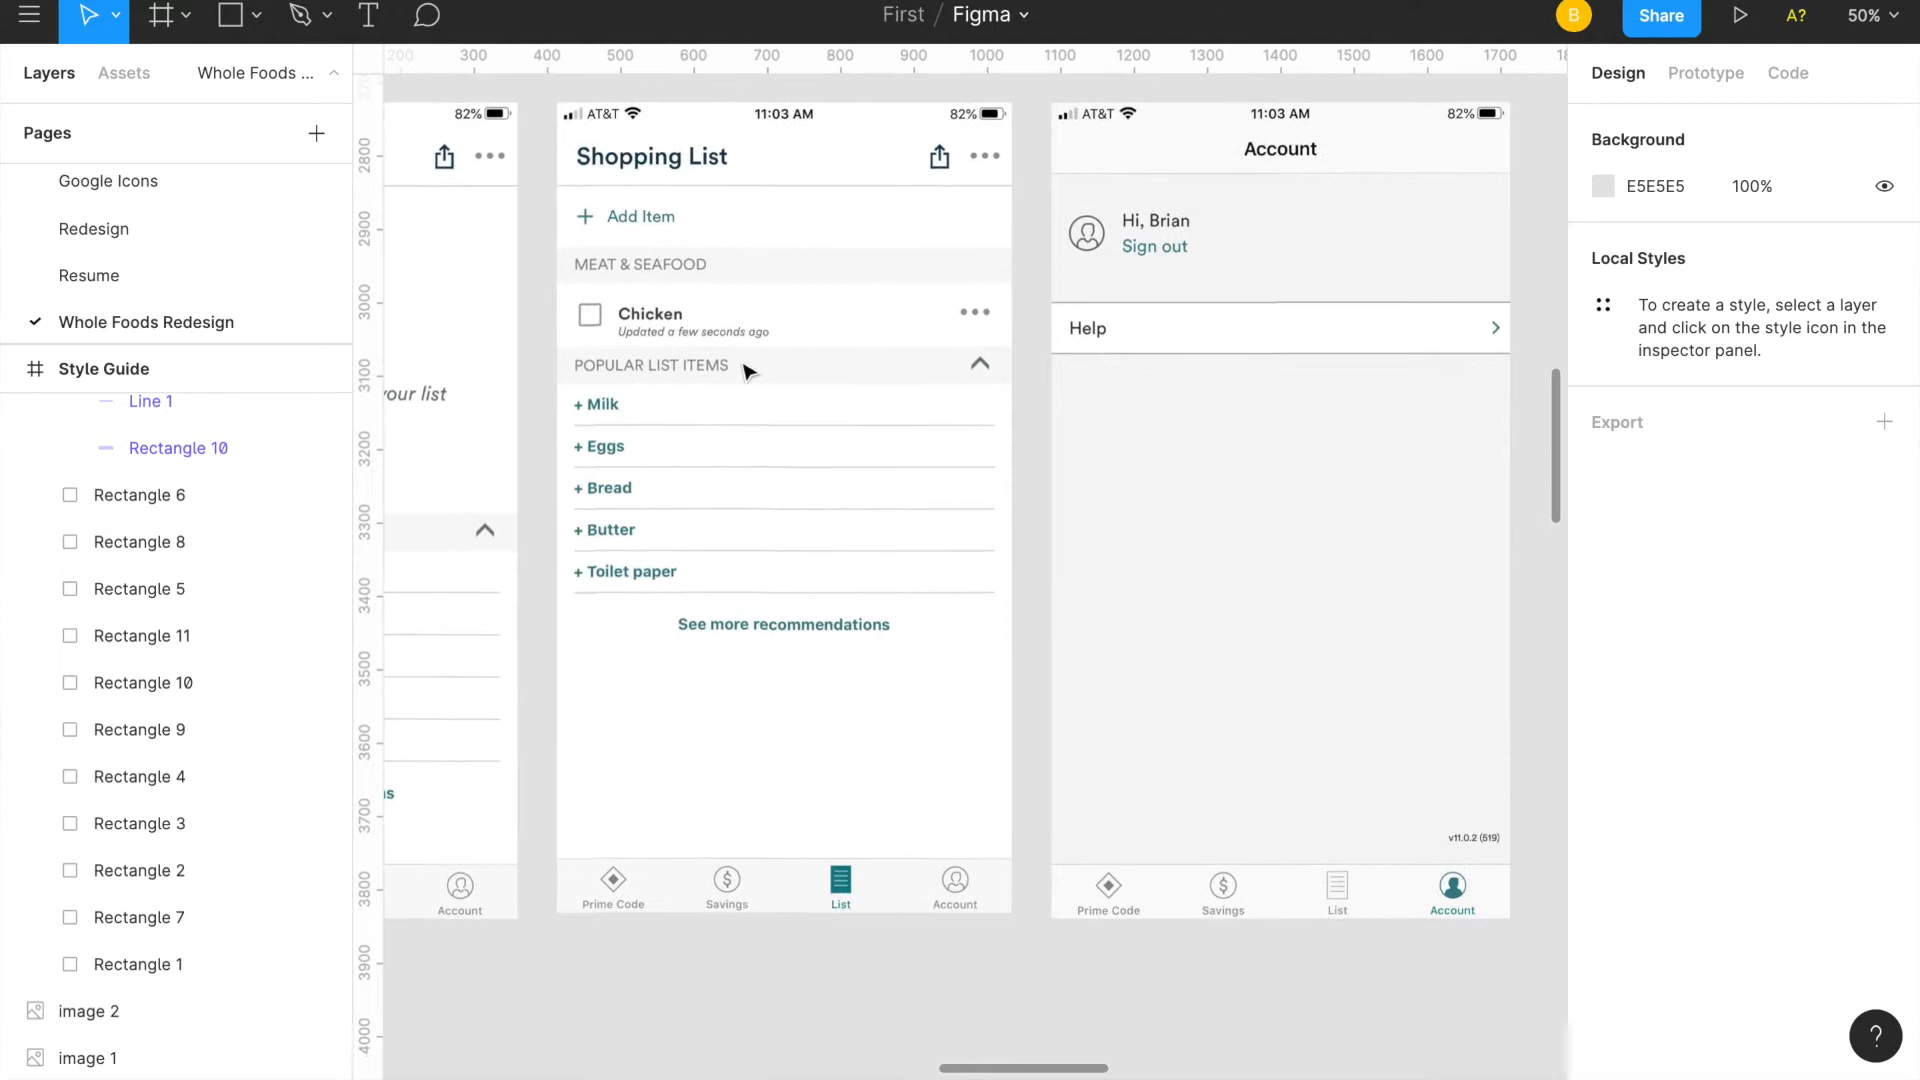 First / Figma
B
Share
A?
50%
Layers
Assets
Whole Foods ...
Pages
Google Icons
Redesign
Resume
Whole Foods Redesign
Style Guide
Line 1
Rectangle 10
Rectangle 6
Rectangle 8
Rectangle 5
Rectangle 11
Rectangle 10
Rectangle 9
Rectangle 4
Rectangle 3
Rectangle 2
Rectangle 7
Rectangle 1
image 2
image 1
200 300 400 500 600 700 800 900 1000 1100 1200 1300 1400 1500 1600 1700
2800
2900
3000
3100
3200
3300
3400
3500
3600
3700
3800
3900
4000
82%
your list
Account
AT&T 11:03 AM 82%
Shopping List
+ Add Item
MEAT & SEAFOOD
Chicken
Updated a few seconds ago
POPULAR LIST ITEMS
+ Milk
+ Eggs
+ Bread
+ Butter
+ Toilet paper
See more recommendations
Prime Code Savings List Account
AT&T 11:03 AM 82%
Account
Hi, Brian
Sign out
Help
v11.0.2 (519)
Prime Code Savings List Account
Design
Prototype
Code
Background
E5E5E5 100%
Local Styles
To create a style, select a layer
and click on the style icon in the
inspector panel.
Export
?